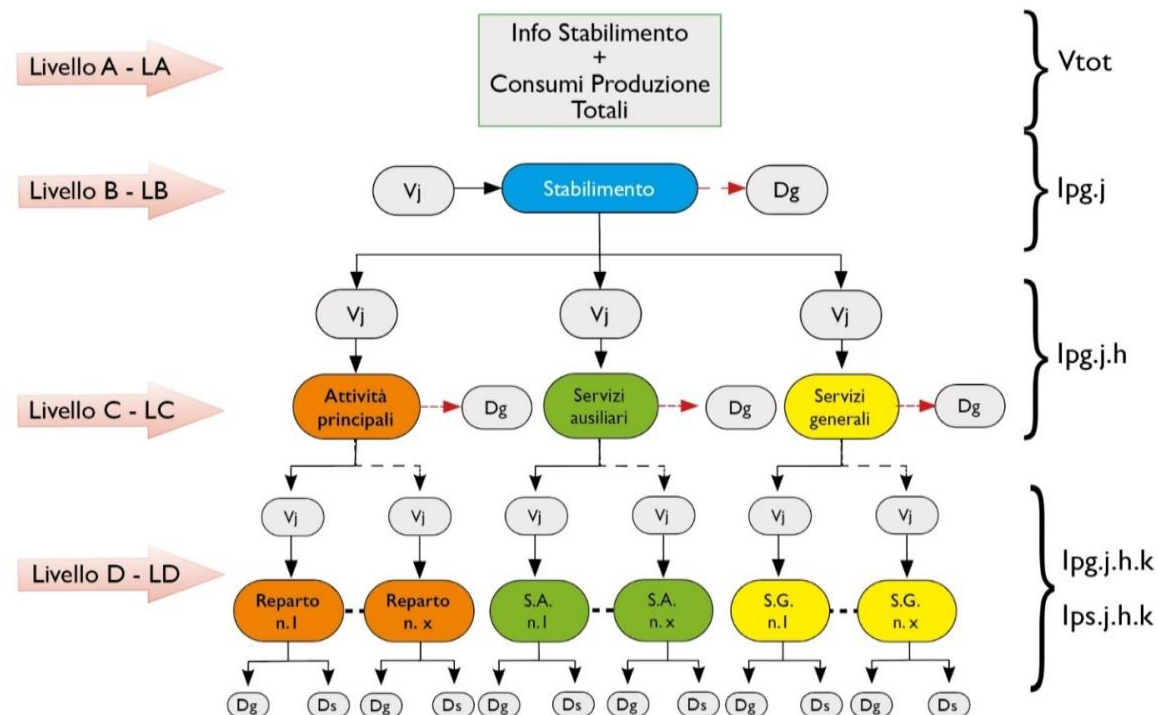 Info Stabilimento
+
Consumi Produzione
Totali
Livello A - LA
Vtot
Livello B - LB
Vj
Stabilimento
Dg
Ipg.j
Vj
Vj
Vj
Ipg.j.h
Livello C - LC
Attività
principali
Dg
Servizi
ausiliari
Dg
Servizi
generali
Dg
Vj
Vj
Vj
Vj
Vj
Vj
Livello D - LD
Ipg.j.h.k
Ips.j.h.k
Reparto
n.1
Reparto
n. x
S.A.
n.1
S.A.
n. x
S.G.
n.1
S.G.
n. x
Dg
Ds
Dg
Ds
Dg
Ds
Dg
Ds
Dg
Ds
Dg
Ds